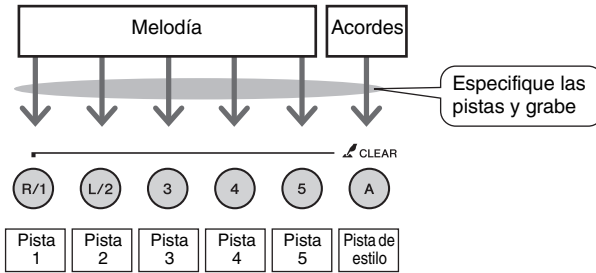 Melodía
Acordes
Especifique las
pistas y grabe
CLEAR
R/1
L/2
3
4
5
A
Pista
1
Pista
2
Pista
3
Pista
4
Pista
5
Pista de
estilo